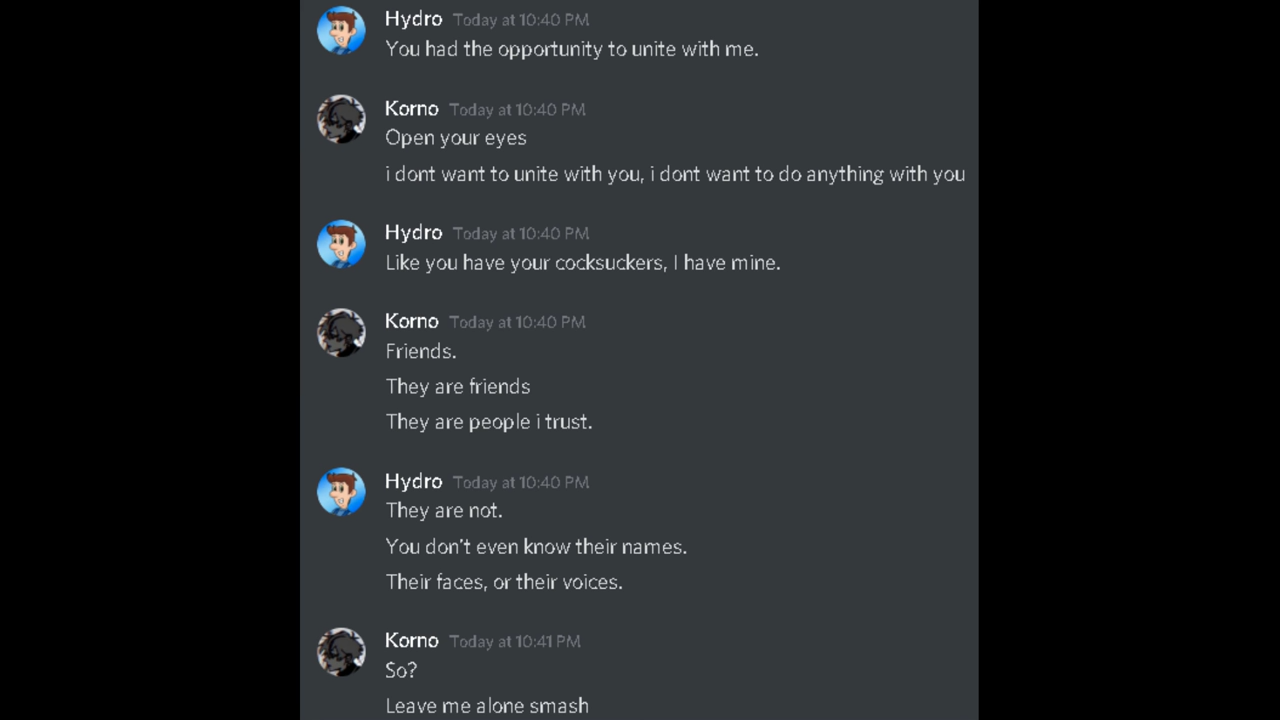 Hydro Today at 10:40 PM
You had the opportunity to unite with me.
Korno Today at 10:40 PM
Open your eyes
i dont want to unite with you, i dont want to do anything with you
Hydro Today at 10:40 PM
Like you have your cocksuckers, I have mine.
Korno Today at 10:40 PM
Friends.
They are friends
They are people i trust.
Hydro Today at 10:40 PM
They are not.
You don't even know their names.
Their faces, or their voices.
Korno Today at 10:41 PM
So?
Leave me alone smash